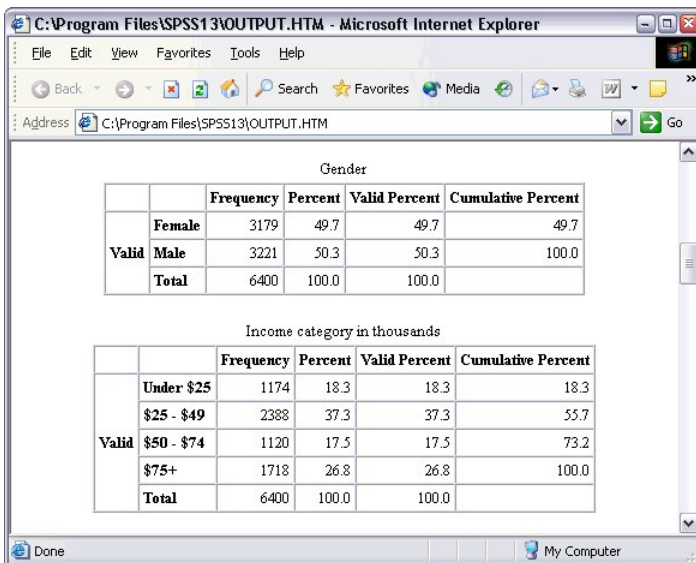 C:\Program Files\SPSS13\OUTPUT.HTM - Microsoft Internet Explorer
File Edit View Favorites Tools Help
Back Search Favorites Media
Address C:\Program Files\SPSS13\OUTPUT.HTM Go
Gender
Frequency Percent Valid Percent Cumulative Percent
Valid Female 3179 49.7 49.7 49.7
Male 3221 50.3 50.3 100.0
Total 6400 100.0 100.0
Income category in thousands
Frequency Percent Valid Percent Cumulative Percent
Valid Under $25 1174 18.3 18.3 18.3
$25 - $49 2388 37.3 37.3 55.7
$50 - $74 1120 17.5 17.5 73.2
$75+ 1718 26.8 26.8 100.0
Total 6400 100.0 100.0
Done My Computer